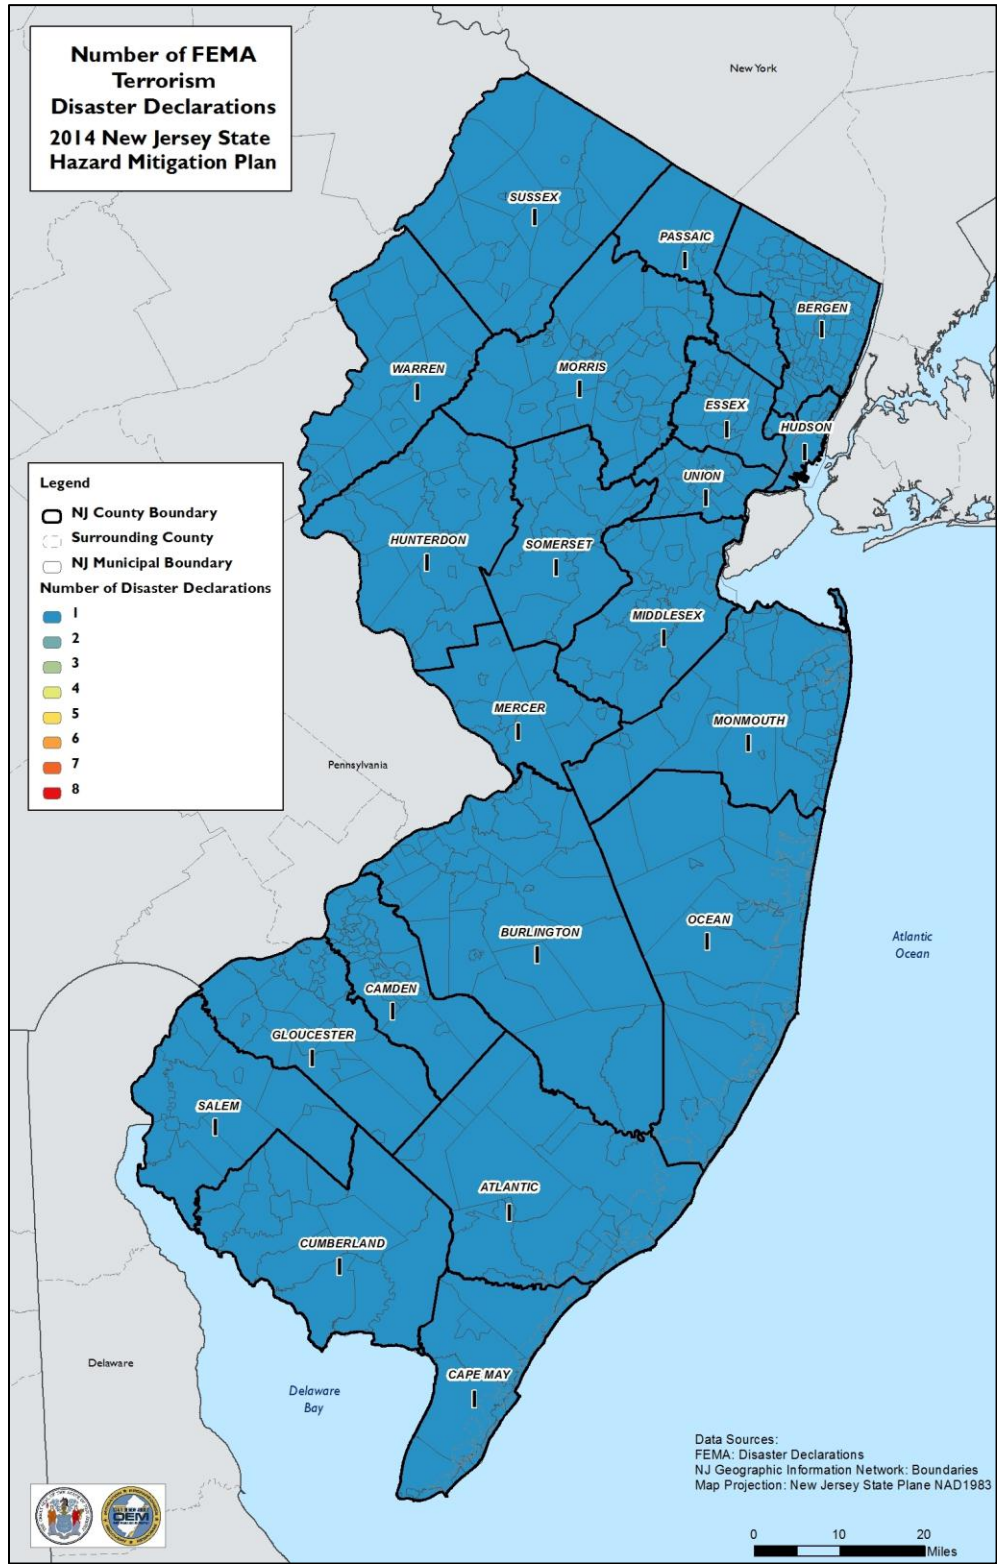 Number of FEMA
Terrorism
Disaster Declarations
2014 New Jersey State
Hazard Mitigation Plan
New York
SUSSEX
1
PASSAIC
1
BERGEN
1
WARREN
1
MORRIS
1
ESSEX
1
HUDSON
1
UNION
1
Legend
NJ County Boundary
Surrounding County
NJ Municipal Boundary
Number of Disaster Declarations
1
2
3
4
5
6
7
8
HUNTERDON
1
SOMERSET
1
MIDDLESEX
1
MERCER
1
MONMOUTH
1
Pennsylvania
OCEAN
1
BURLINGTON
1
Atlantic
Ocean
CAMDEN
1
GLOUCESTER
1
SALEM
1
ATLANTIC
1
CUMBERLAND
1
CAPE MAY
1
Delaware
Delaware
Bay
Data Sources:
FEMA: Disaster Declarations
NJ Geographic Information Network: Boundaries
Map Projection: New Jersey State Plane NAD1983
OEM
0 10 20
Miles